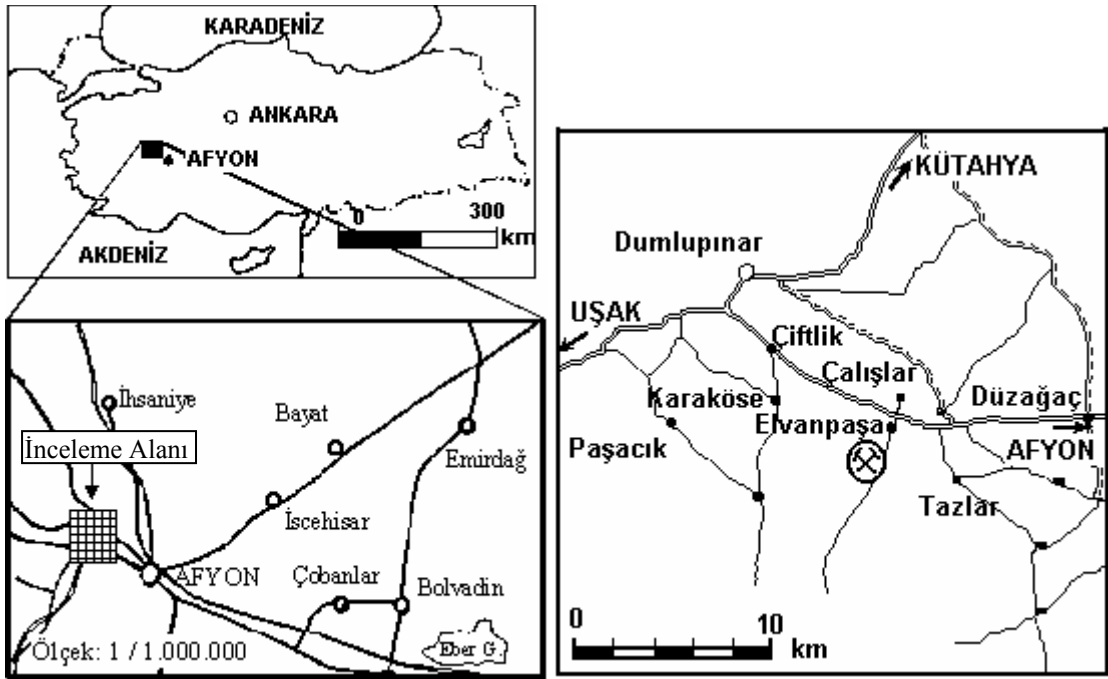 KARADENİZ
ANKARA
AFYON
0 300
km
AKDENİZ
İhsaniye
Bayat
İnceleme Alanı
Emirdağ
İscehisar
AFYON
Çobanlar
Bolvadin
Ölçek: 1 / 1.000.000
Eber G.
KÜTAHYA
Dumlupınar
UŞAK
Çiftlik
Çalışlar
Karaköse
Düzağaç
Elvanpaşa
Paşacık
AFYON
Tazlar
0 10
km